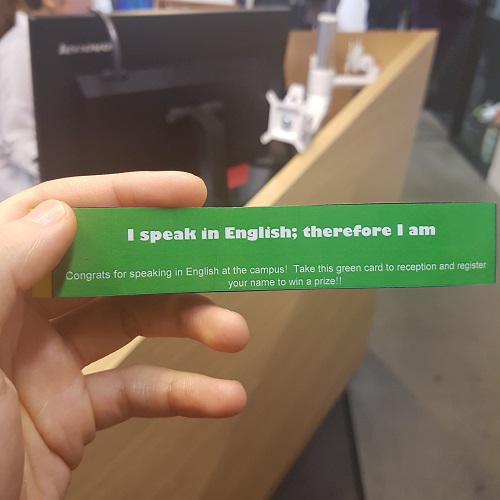 lenovo
I speak in English; therefore I am
Congrats for speaking in English at the campus! Take this green card to reception and register
your name to win a prize!!